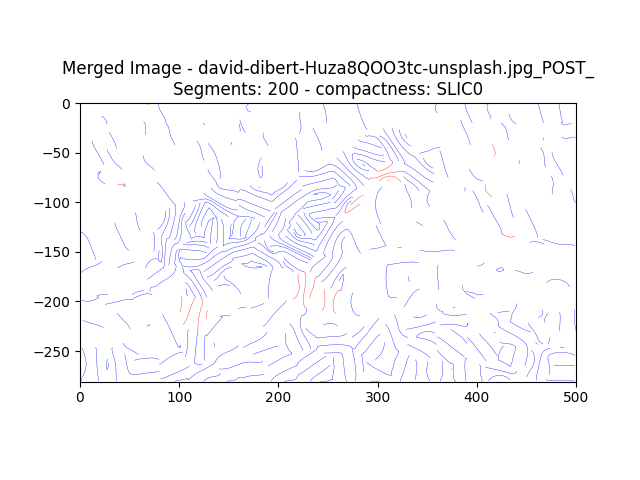 Merged Image - david-dibert-Huza8QOO3tc-unsplash.jpg_POST_
Segments: 200 - compactness: SLIC0
0
−50
−100
−150
−200
−250
0 100 200 300 400 500